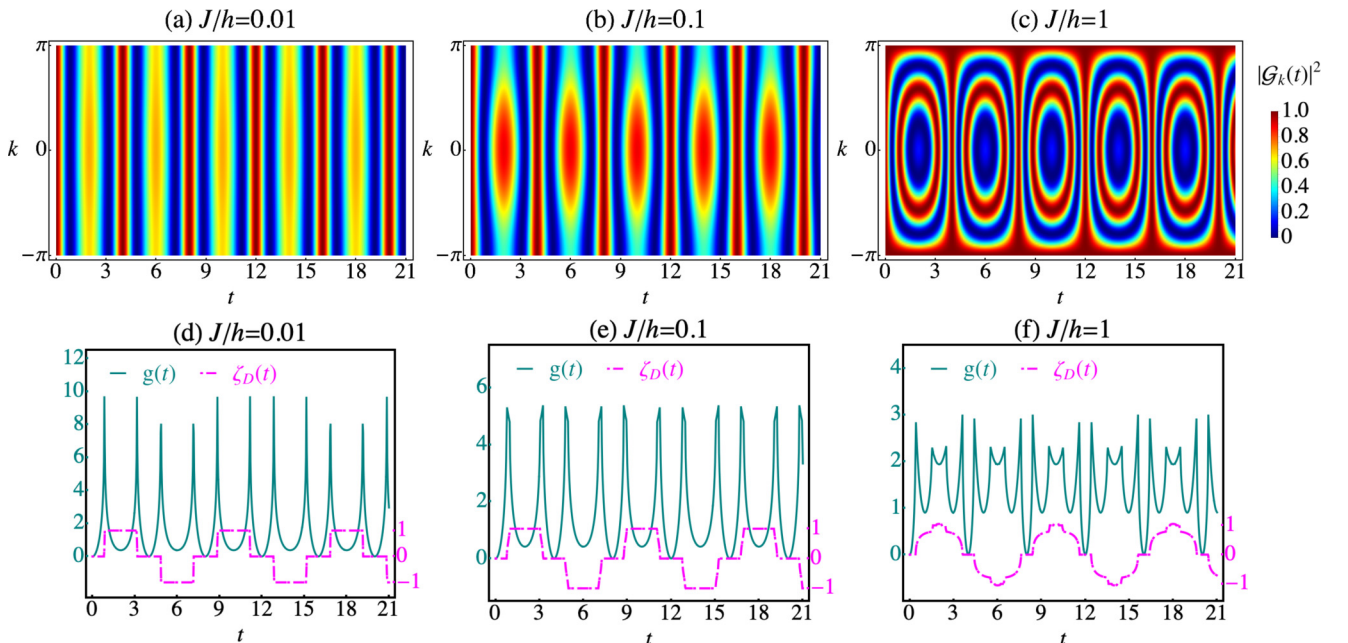 (a) J/h=0.01
(b) J/h=0.1
(c) J/h=1
π
k 0
−π
0 3 6 9 12 15 18 21
t
π
k 0
−π
0 3 6 9 12 15 18 21
t
π
k 0
−π
0 3 6 9 12 15 18 21
t
|𝒢ₖ(t)|²
1.0
0.8
0.6
0.4
0.2
0
(d) J/h=0.01
12
10
8
6
4
2
0
g(t) ζ_D(t)
1
0
−1
0 3 6 9 12 15 18 21
t
(e) J/h=0.1
6
4
2
0
g(t) ζ_D(t)
1
0
−1
0 3 6 9 12 15 18 21
t
(f) J/h=1
4
3
2
1
0
g(t) ζ_D(t)
1
0
−1
0 3 6 9 12 15 18 21
t